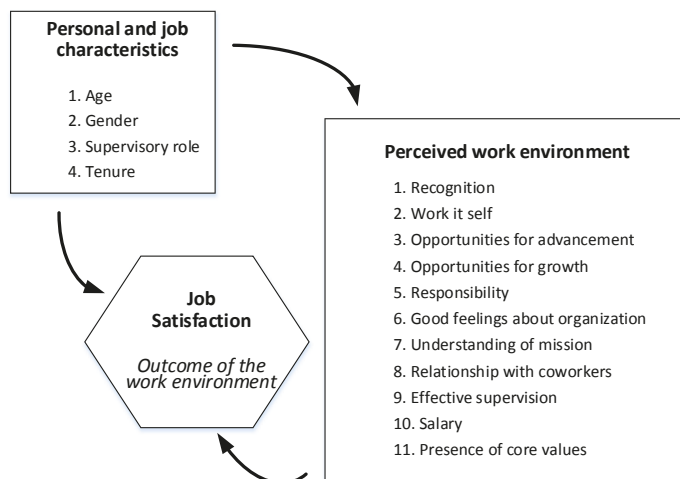 Personal and job
characteristics
1. Age
2. Gender
3. Supervisory role
4. Tenure
Perceived work environment
1. Recognition
2. Work it self
3. Opportunities for advancement
4. Opportunities for growth
5. Responsibility
6. Good feelings about organization
7. Understanding of mission
8. Relationship with coworkers
9. Effective supervision
10. Salary
11. Presence of core values
Job
Satisfaction
Outcome of the
work environment